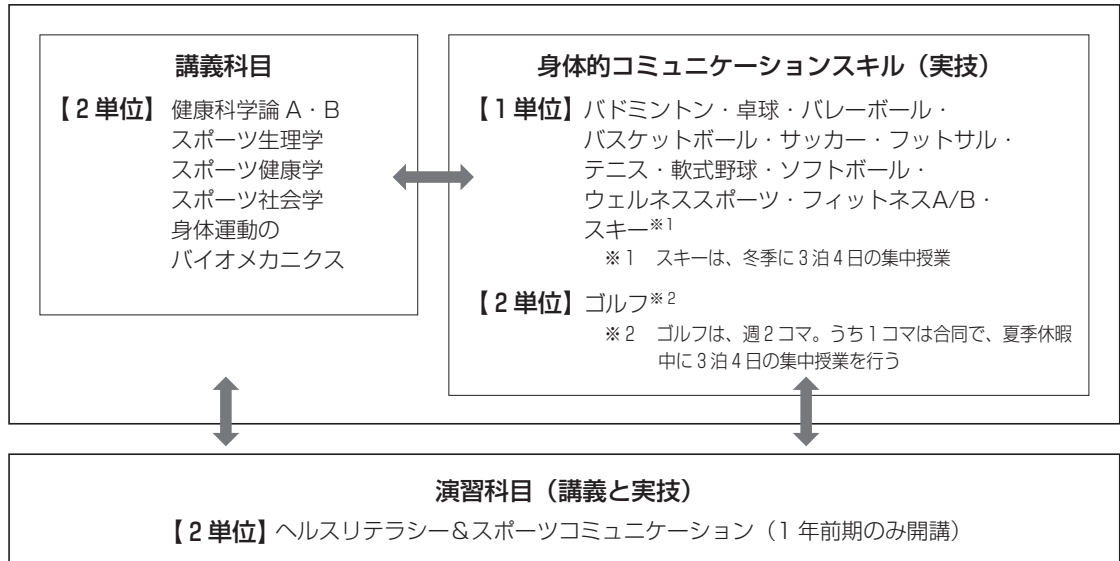 講義科目
【2単位】健康科学論 A・B
スポーツ生理学
スポーツ健康学
スポーツ社会学
身体運動の
バイオメカニクス
身体的コミュニケーションスキル（実技）
【1単位】バドミントン・卓球・バレーボール・
バスケットボール・サッカー・フットサル・
テニス・軟式野球・ソフトボール・
ウェルネススポーツ・フィットネスA/B・
スキー※1
※1　スキーは、冬季に3泊4日の集中授業
【2単位】ゴルフ※2
※2　ゴルフは、週2コマ。うち1コマは合同で、夏季休暇
中に3泊4日の集中授業を行う
演習科目（講義と実技）
【2単位】ヘルスリテラシー＆スポーツコミュニケーション（1年前期のみ開講）